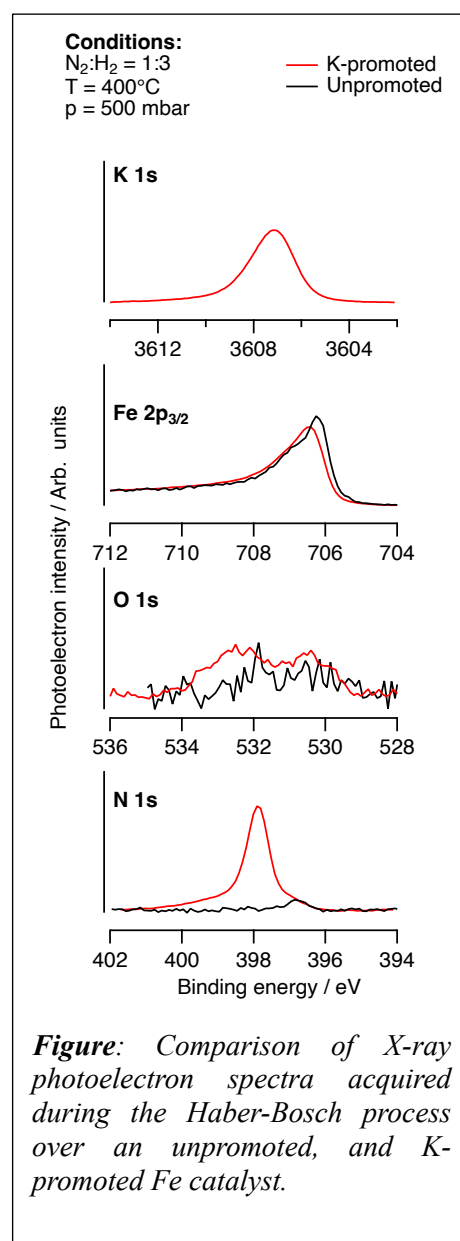 Conditions:
N₂:H₂ = 1:3
T = 400°C
p = 500 mbar
K-promoted
Unpromoted
K 1s
3612 3608 3604
Fe 2p₃/₂
712 710 708 706 704
O 1s
536 534 532 530 528
N 1s
402 400 398 396 394
Binding energy / eV
Photoelectron intensity / Arb. units
Figure: Comparison of X-ray
photoelectron spectra acquired
during the Haber-Bosch process
over an unpromoted, and K-
promoted Fe catalyst.